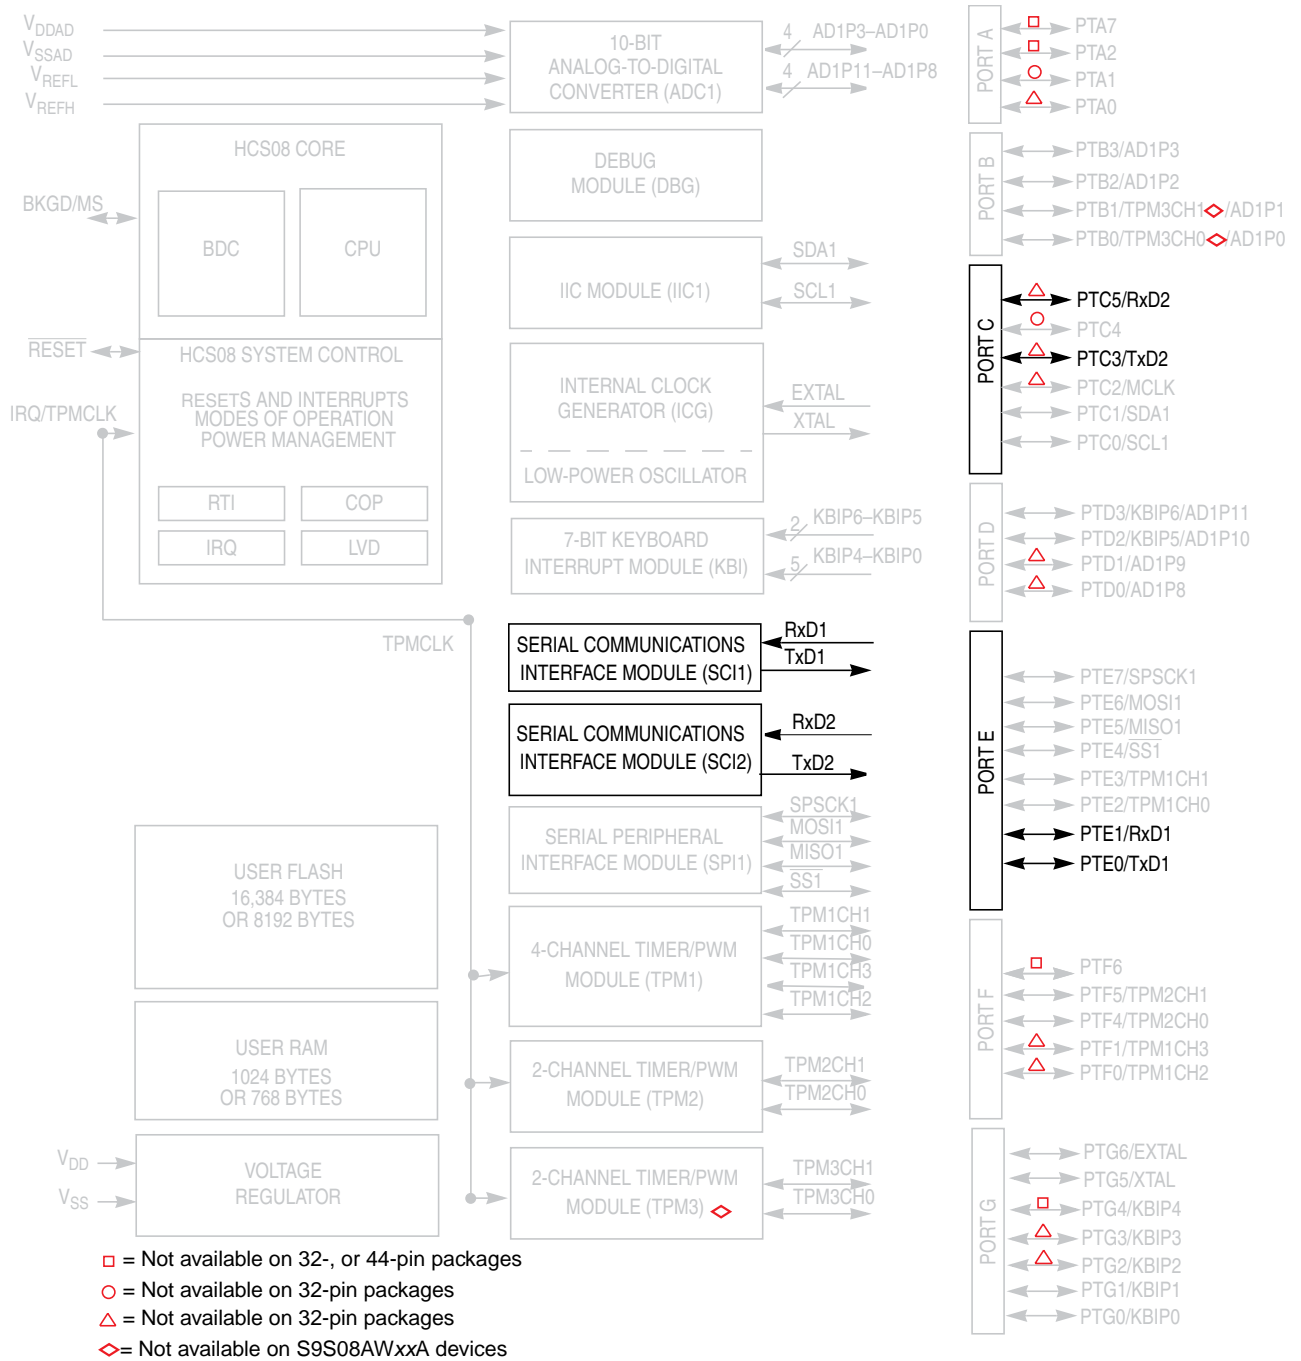 VDDAD
VSSAD
VREFL
VREFH
10-BIT
ANALOG-TO-DIGITAL
CONVERTER (ADC1)
4 AD1P3–AD1P0
4 AD1P11–AD1P8
HCS08 CORE
BDC
CPU
BKGD/MS
DEBUG
MODULE (DBG)
IIC MODULE (IIC1)
SDA1
SCL1
RESET
HCS08 SYSTEM CONTROL
RESETS AND INTERRUPTS
MODES OF OPERATION
POWER MANAGEMENT
IRQ/TPMCLK
RTI
COP
IRQ
LVD
INTERNAL CLOCK
GENERATOR (ICG)
LOW-POWER OSCILLATOR
EXTAL
XTAL
7-BIT KEYBOARD
INTERRUPT MODULE (KBI)
2 KBIP6–KBIP5
5 KBIP4–KBIP0
TPMCLK
SERIAL COMMUNICATIONS
INTERFACE MODULE (SCI1)
RxD1
TxD1
SERIAL COMMUNICATIONS
INTERFACE MODULE (SCI2)
RxD2
TxD2
SERIAL PERIPHERAL
INTERFACE MODULE (SPI1)
SPSCK1
MOSI1
MISO1
SS1
USER FLASH
16,384 BYTES
OR 8192 BYTES
4-CHANNEL TIMER/PWM
MODULE (TPM1)
TPM1CH1
TPM1CH0
TPM1CH3
TPM1CH2
USER RAM
1024 BYTES
OR 768 BYTES
2-CHANNEL TIMER/PWM
MODULE (TPM2)
TPM2CH1
TPM2CH0
VDD
VSS
VOLTAGE
REGULATOR
2-CHANNEL TIMER/PWM
MODULE (TPM3)
TPM3CH1
TPM3CH0
PORT A
PTA7
PTA2
PTA1
PTA0
PORT B
PTB3/AD1P3
PTB2/AD1P2
PTB1/TPM3CH1 /AD1P1
PTB0/TPM3CH0 /AD1P0
PORT C
PTC5/RxD2
PTC4
PTC3/TxD2
PTC2/MCLK
PTC1/SDA1
PTC0/SCL1
PORT D
PTD3/KBIP6/AD1P11
PTD2/KBIP5/AD1P10
PTD1/AD1P9
PTD0/AD1P8
PORT E
PTE7/SPSCK1
PTE6/MOSI1
PTE5/MISO1
PTE4/SS1
PTE3/TPM1CH1
PTE2/TPM1CH0
PTE1/RxD1
PTE0/TxD1
PORT F
PTF6
PTF5/TPM2CH1
PTF4/TPM2CH0
PTF1/TPM1CH3
PTF0/TPM1CH2
PORT G
PTG6/EXTAL
PTG5/XTAL
PTG4/KBIP4
PTG3/KBIP3
PTG2/KBIP2
PTG1/KBIP1
PTG0/KBIP0
= Not available on 32-, or 44-pin packages
= Not available on 32-pin packages
= Not available on 32-pin packages
= Not available on S9S08AWxxA devices